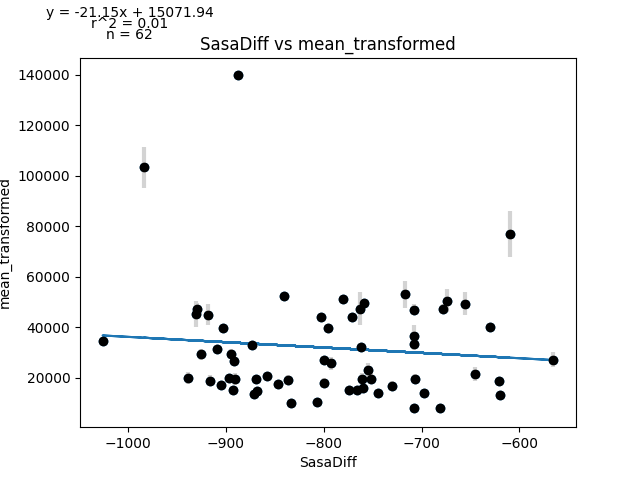 y = -21.15x + 15071.94
r^2 = 0.01
n = 62
SasaDiff vs mean_transformed
140000
120000
100000
80000
60000
40000
20000
mean_transformed
−1000
−900
−800
−700
−600
SasaDiff